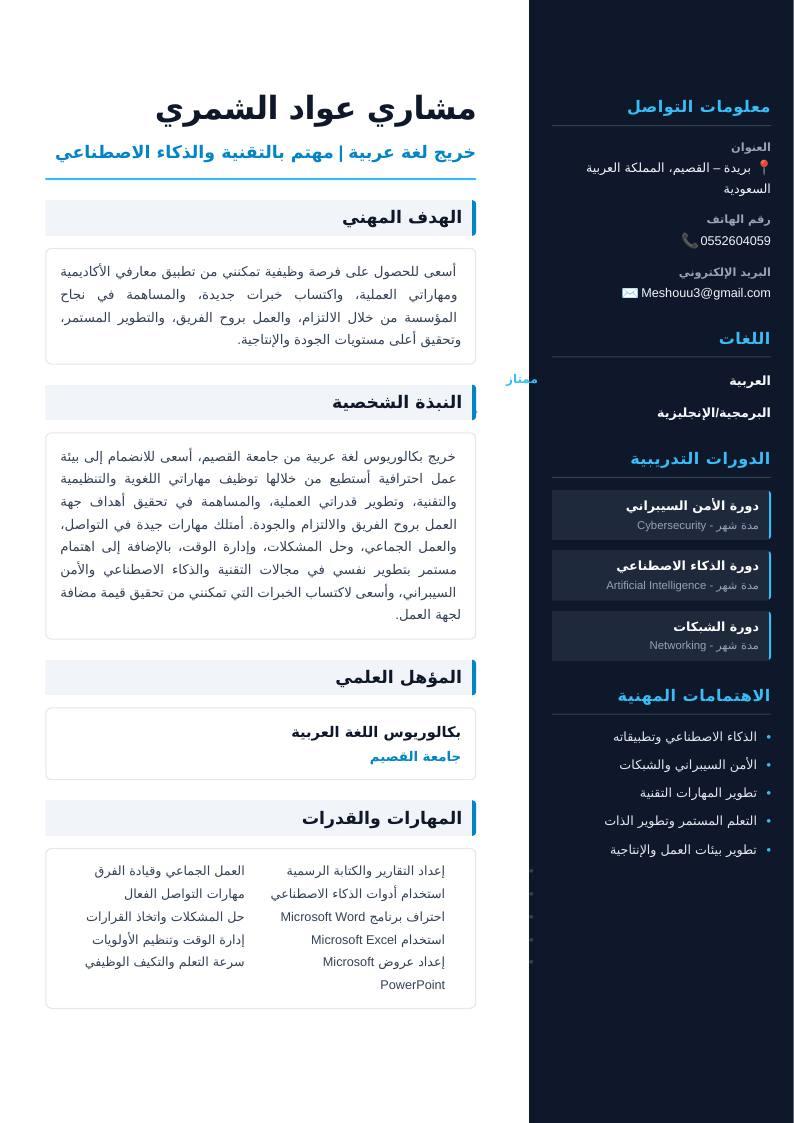 معلومات التواصل
العنوان
📍 بريدة – القصيم، المملكة العربية
السعودية
رقم الهاتف
0552604059📞
البريد الإلكتروني
Meshouu3@gmail.com ✉️
اللغات
العربية
ممتاز
البرمجية/الإنجليزية
الدورات التدريبية
دورة الأمن السيبراني
مدة شهر - Cybersecurity
دورة الذكاء الاصطناعي
مدة شهر - Artificial Intelligence
دورة الشبكات
مدة شهر - Networking
الاهتمامات المهنية
• الذكاء الاصطناعي وتطبيقاته
• الأمن السيبراني والشبكات
• تطوير المهارات التقنية
• التعلم المستمر وتطوير الذات
• تطوير بيئات العمل والإنتاجية
مشاري عواد الشمري
خريج لغة عربية | مهتم بالتقنية والذكاء الاصطناعي
الهدف المهني
أسعى للحصول على فرصة وظيفية تمكنني من تطبيق معارفي الأكاديمية
ومهاراتي العملية، واكتساب خبرات جديدة، والمساهمة في نجاح
المؤسسة من خلال الالتزام، والعمل بروح الفريق، والتطوير المستمر،
وتحقيق أعلى مستويات الجودة والإنتاجية.
النبذة الشخصية
خريج بكالوريوس لغة عربية من جامعة القصيم، أسعى للانضمام إلى بيئة
عمل احترافية أستطيع من خلالها توظيف مهاراتي اللغوية والتنظيمية
والتقنية، وتطوير قدراتي العملية، والمساهمة في تحقيق أهداف جهة
العمل بروح الفريق والالتزام والجودة. أمتلك مهارات جيدة في التواصل،
والعمل الجماعي، وحل المشكلات، وإدارة الوقت، بالإضافة إلى اهتمام
مستمر بتطوير نفسي في مجالات التقنية والذكاء الاصطناعي والأمن
السيبراني، وأسعى لاكتساب الخبرات التي تمكنني من تحقيق قيمة مضافة
لجهة العمل.
المؤهل العلمي
بكالوريوس اللغة العربية
جامعة القصيم
المهارات والقدرات
إعداد التقارير والكتابة الرسمية
استخدام أدوات الذكاء الاصطناعي
احتراف برنامج Microsoft Word
استخدام Microsoft Excel
إعداد عروض Microsoft
PowerPoint
العمل الجماعي وقيادة الفرق
مهارات التواصل الفعال
حل المشكلات واتخاذ القرارات
إدارة الوقت وتنظيم الأولويات
سرعة التعلم والتكيف الوظيفي